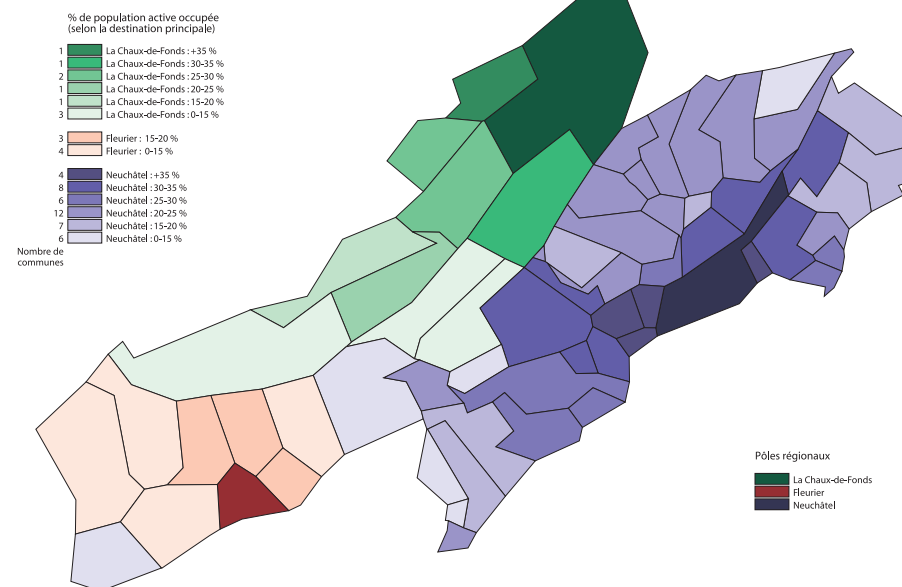 % de population active occupée
(selon la destination principale)
1 La Chaux-de-Fonds : +35 %
1 La Chaux-de-Fonds : 30-35 %
2 La Chaux-de-Fonds : 25-30 %
1 La Chaux-de-Fonds : 20-25 %
1 La Chaux-de-Fonds : 15-20 %
3 La Chaux-de-Fonds : 0-15 %
3 Fleurier : 15-20 %
4 Fleurier : 0-15 %
4 Neuchâtel : +35 %
8 Neuchâtel : 30-35 %
6 Neuchâtel : 25-30 %
12 Neuchâtel : 20-25 %
7 Neuchâtel : 15-20 %
6 Neuchâtel : 0-15 %
Nombre de
communes
Pôles régionaux
La Chaux-de-Fonds
Fleurier
Neuchâtel